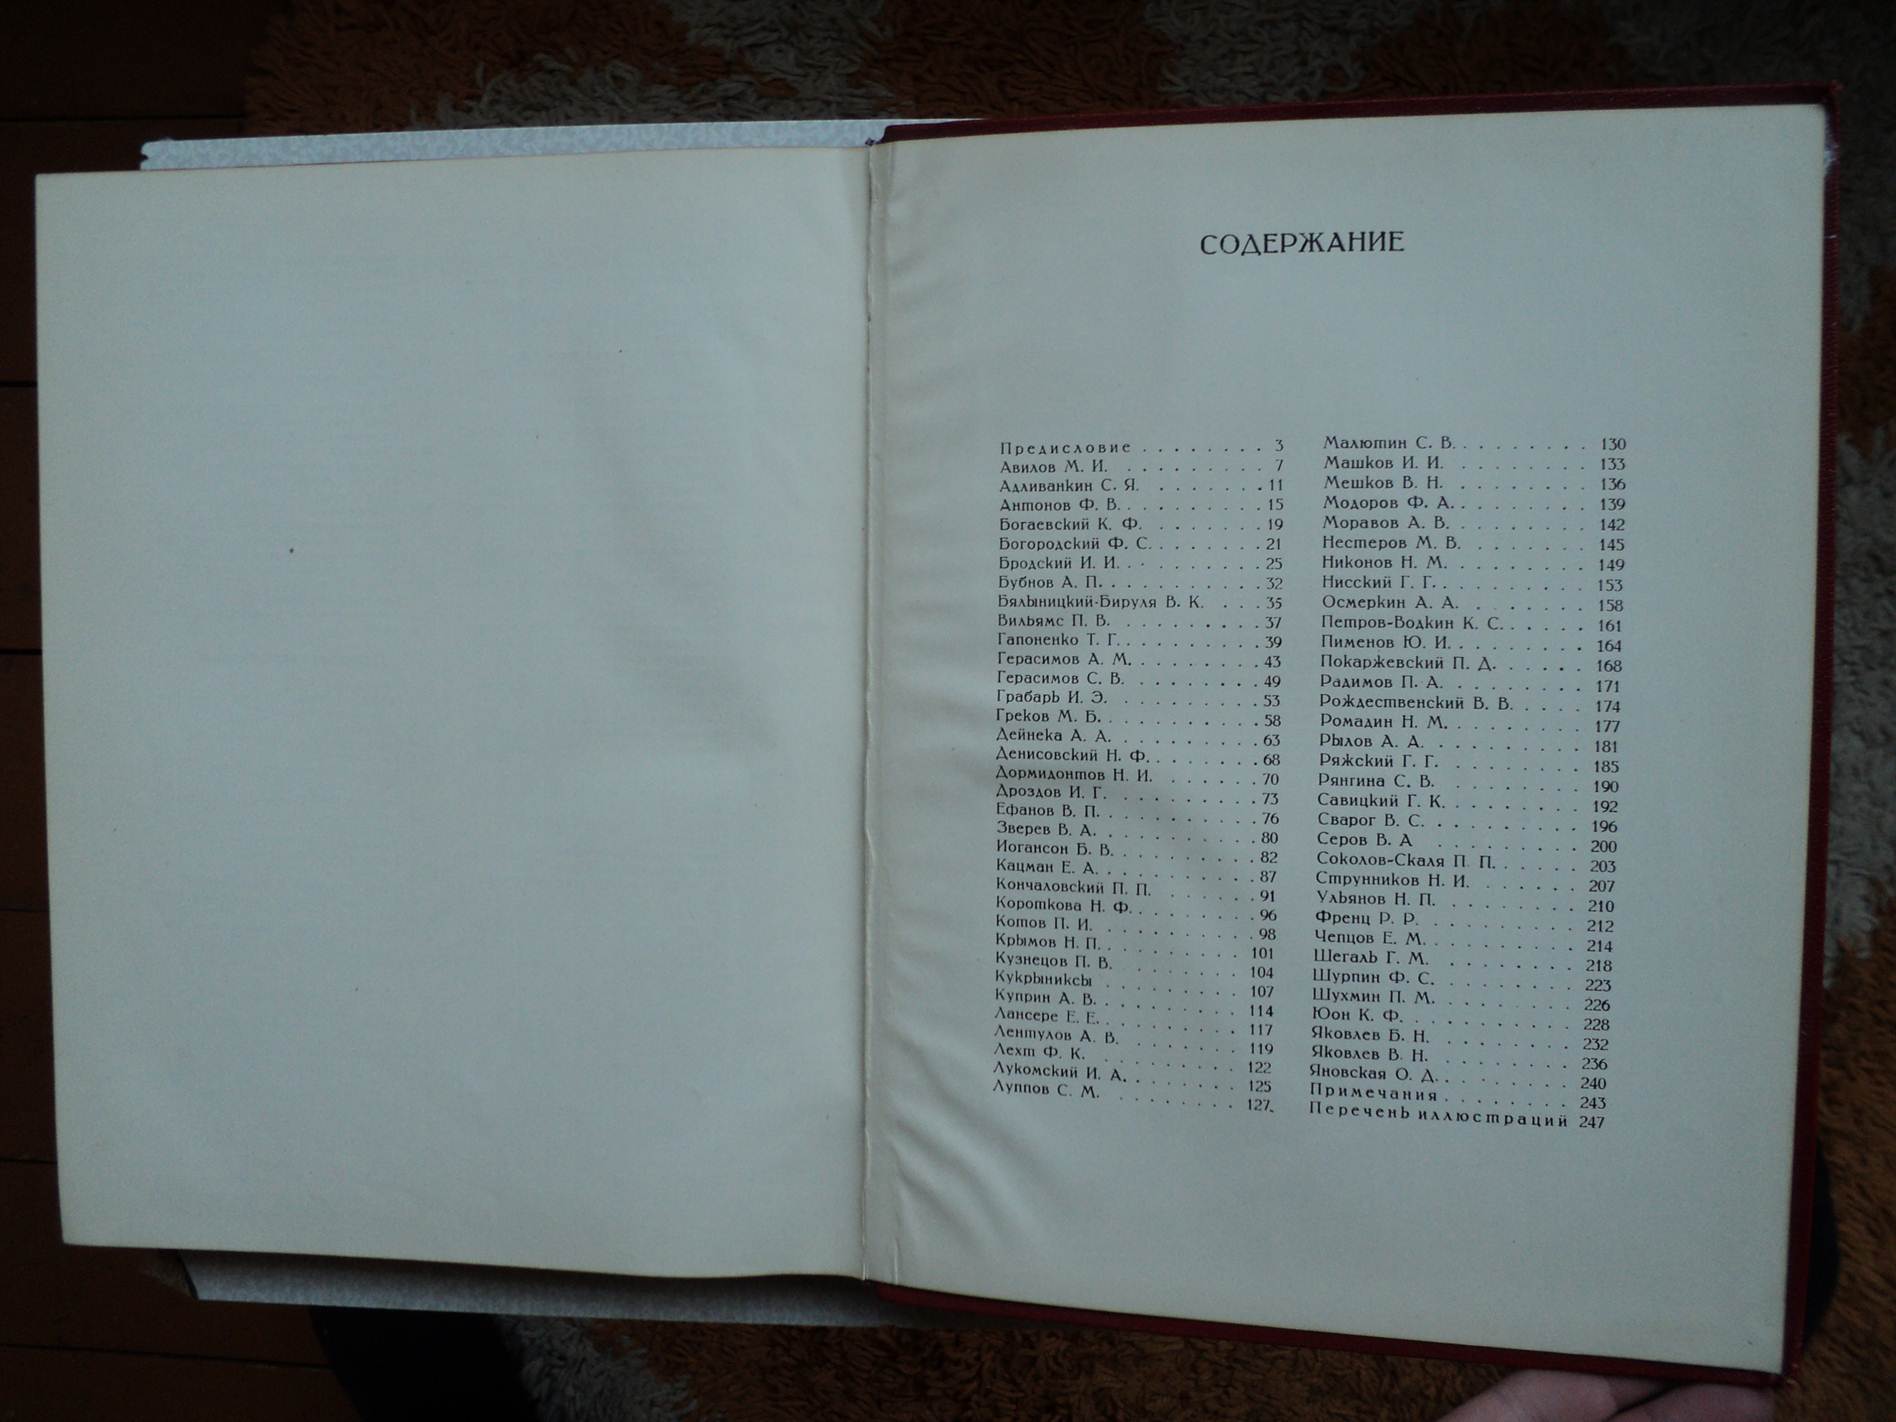 СОДЕРЖАНИЕ
Предисловие . . . . . . . . 3
Авилов М. И. . . . . . . . . 7
Адливанкин С. Я. . . . . . . . 11
Антонов Ф. В. . . . . . . . . 15
Богаевский К. Ф. . . . . . . . 19
Богородский Ф. С. . . . . . . . 21
Бродский И. И. . . . . . . . . 25
Бубнов А. П. . . . . . . . . . 32
Бялыницкий-Бируля В. К. . . . 35
Вильямс П. В. . . . . . . . . 37
Гапоненко Т. Г. . . . . . . . . 39
Герасимов А. М. . . . . . . . . 43
Герасимов С. В. . . . . . . . . 49
Грабарь И. Э. . . . . . . . . 53
Греков М. Б. . . . . . . . . . 58
Дейнека А. А. . . . . . . . . . 63
Денисовский Н. Ф. . . . . . . . 68
Дормидонтов Н. И. . . . . . . 70
Дроздов И. Г. . . . . . . . . 73
Ефанов В. П. . . . . . . . . . 76
Зверев В. А. . . . . . . . . . 80
Иогансон Б. В. . . . . . . . . 82
Кацман Е. А. . . . . . . . . . 87
Кончаловский П. П. . . . . . . 91
Короткова Н. Ф. . . . . . . . . 96
Котов П. И. . . . . . . . . . 98
Крымов Н. П. . . . . . . . . 101
Кузнецов П. В. . . . . . . . 104
Кукрыниксы . . . . . . . . 107
Куприн А. В. . . . . . . . . 114
Лансере Е. Е. . . . . . . . . 117
Лентулов А. В. . . . . . . . 119
Лехт Ф. К. . . . . . . . . 122
Лукомский И. А. . . . . . . . 125
Луппов С. М. . . . . . . . 127
Малютин С. В. . . . . . . . . 130
Машков И. И. . . . . . . . . 133
Мешков В. Н. . . . . . . . . 136
Модоров Ф. А. . . . . . . . . 139
Моравов А. В. . . . . . . . . 142
Нестеров М. В. . . . . . . . 145
Никонов Н. М. . . . . . . . . 149
Нисский Г. Г. . . . . . . . . 153
Осмеркин А. А. . . . . . . . 158
Петров-Водкин К. С. . . . . . 161
Пименов Ю. И. . . . . . . . . 164
Покаржевский П. Д. . . . . . 168
Радимов П. А. . . . . . . . . 171
Рождественский В. В. . . . . 174
Ромадин Н. М. . . . . . . . . 177
Рылов А. А. . . . . . . . . 181
Ряжский Г. Г. . . . . . . . . 185
Рянгина С. В. . . . . . . . . 190
Савицкий Г. К. . . . . . . . . 192
Сварог В. С. . . . . . . . . . 196
Серов В. А . . . . . . . . . 200
Соколов-Скаля П. П. . . . . . 203
Струнников Н. И. . . . . . . 207
Ульянов Н. П. . . . . . . . . 210
Френц Р. Р. . . . . . . . . . 212
Чепцов Е. М. . . . . . . . . 214
Шегаль Г. М. . . . . . . . . 218
Шурпин Ф. С. . . . . . . . . 223
Шухмин П. М. . . . . . . . . 226
Юон К. Ф. . . . . . . . . . 228
Яковлев Б. Н. . . . . . . . . 232
Яковлев В. Н. . . . . . . . . 236
Яновская О. Д. . . . . . . . . 240
Примечания . . . . . . . . 243
Перечень иллюстраций 247